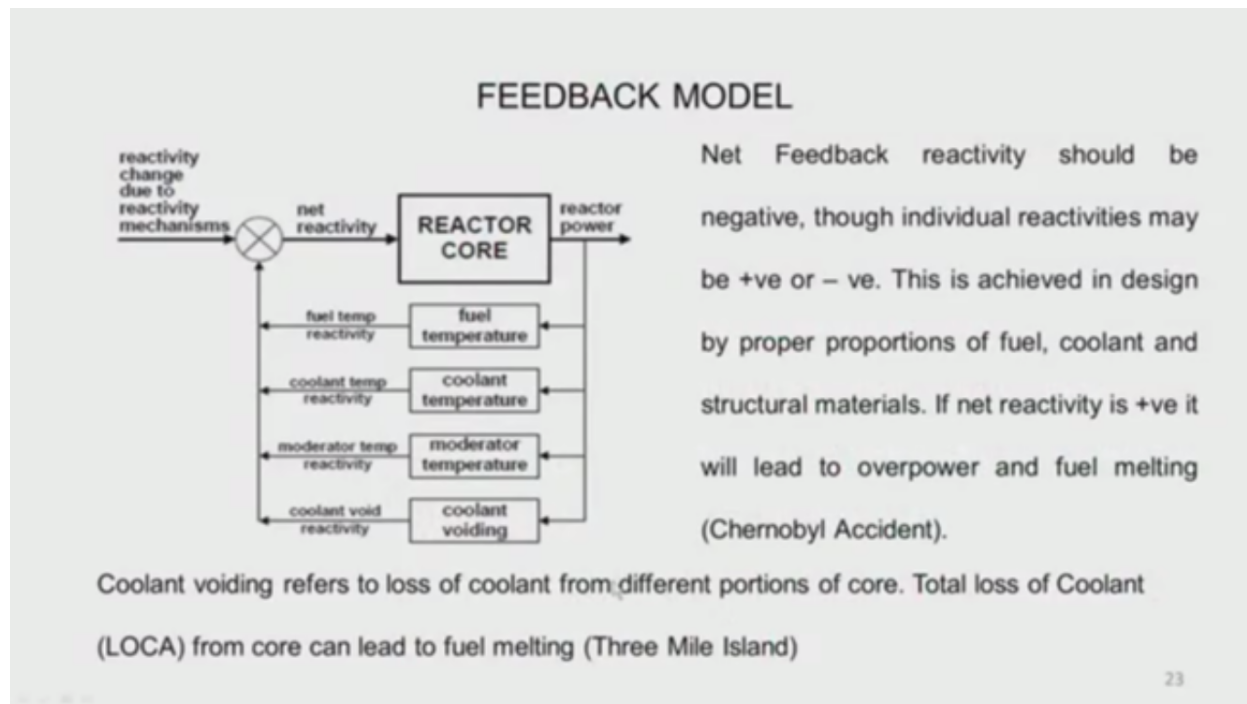 FEEDBACK MODEL
reactivity
change
due to
reactivity
mechanisms
net
reactivity
REACTOR
CORE
reactor
power
fuel temp
reactivity
fuel
temperature
coolant temp
reactivity
coolant
temperature
moderator temp
reactivity
moderator
temperature
coolant void
reactivity
coolant
voiding
Net Feedback reactivity should be
negative, though individual reactivities may
be +ve or – ve. This is achieved in design
by proper proportions of fuel, coolant and
structural materials. If net reactivity is +ve it
will lead to overpower and fuel melting
(Chernobyl Accident).
Coolant voiding refers to loss of coolant from different portions of core. Total loss of Coolant
(LOCA) from core can lead to fuel melting (Three Mile Island)
23